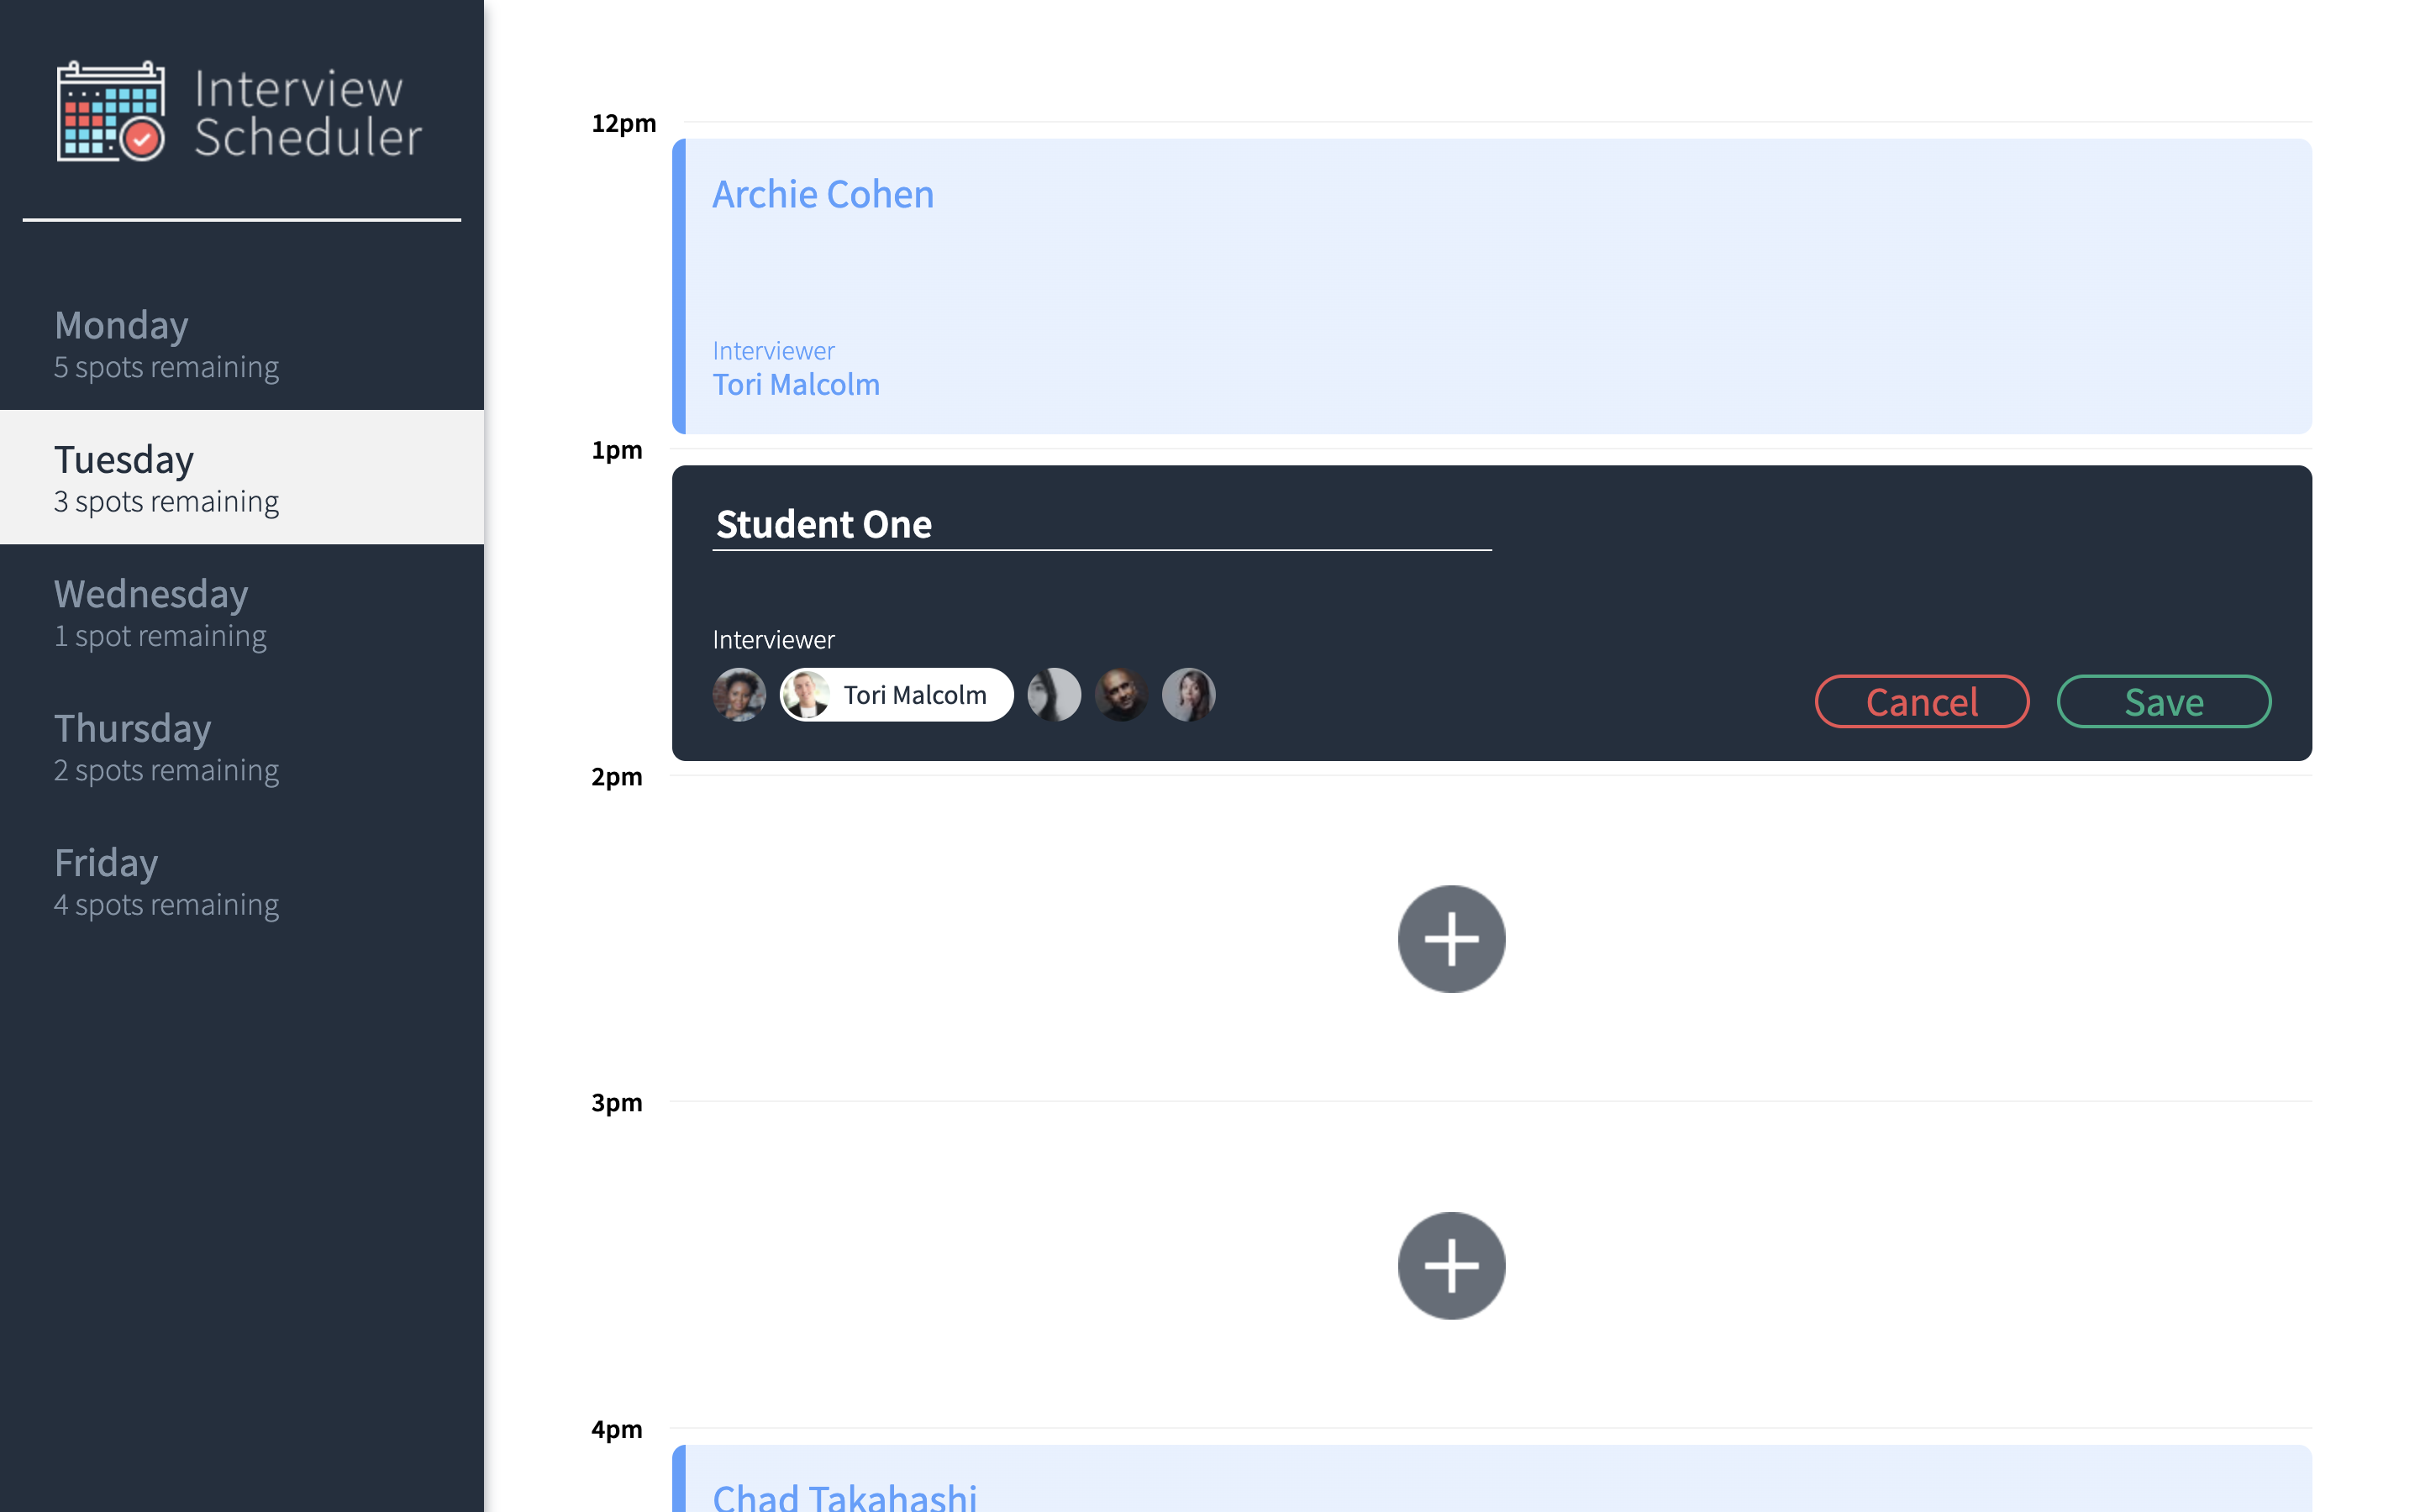 Interview
Scheduler
Monday
5 spots remaining
Tuesday
3 spots remaining
Wednesday
1 spot remaining
Thursday
2 spots remaining
Friday
4 spots remaining
12pm
Archie Cohen
Interviewer
Tori Malcolm
1pm
Student One
Interviewer
Tori Malcolm
Cancel
Save
2pm
3pm
4pm
Chad Takahashi